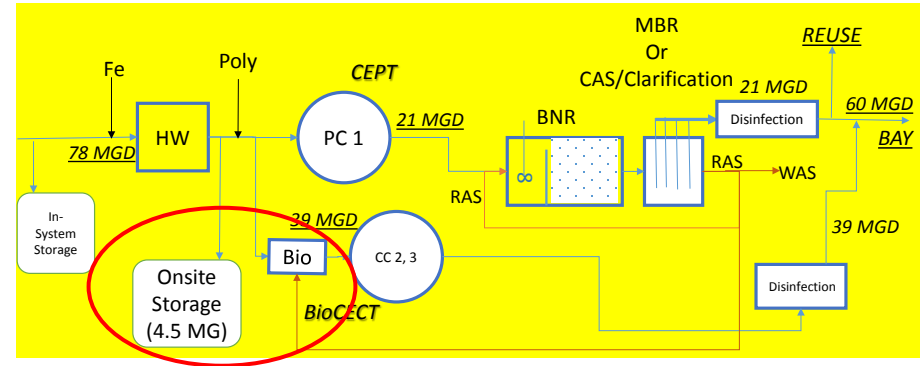 MBR
Or
CAS/Clarification
REUSE
Fe
Poly
CEPT
21 MGD
60 MGD
BAY
HW
PC 1
21 MGD
BNR
Disinfection
78 MGD
8
RAS
RAS
WAS
In-
System
Storage
39 MGD
39 MGD
Bio
CC 2, 3
Onsite
Storage
(4.5 MG)
BioCECT
Disinfection